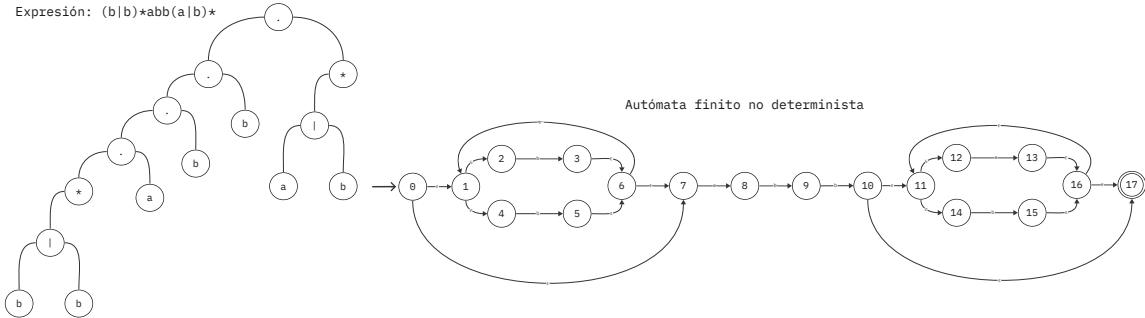 Expresión: (b|b)*abb(a|b)*
.
.
*
.
b
|
.
b
a
b
*
a
|
b
b
Autómata finito no determinista
0
1
2
3
4
5
6
7
8
9
10
11
12
13
14
15
16
17